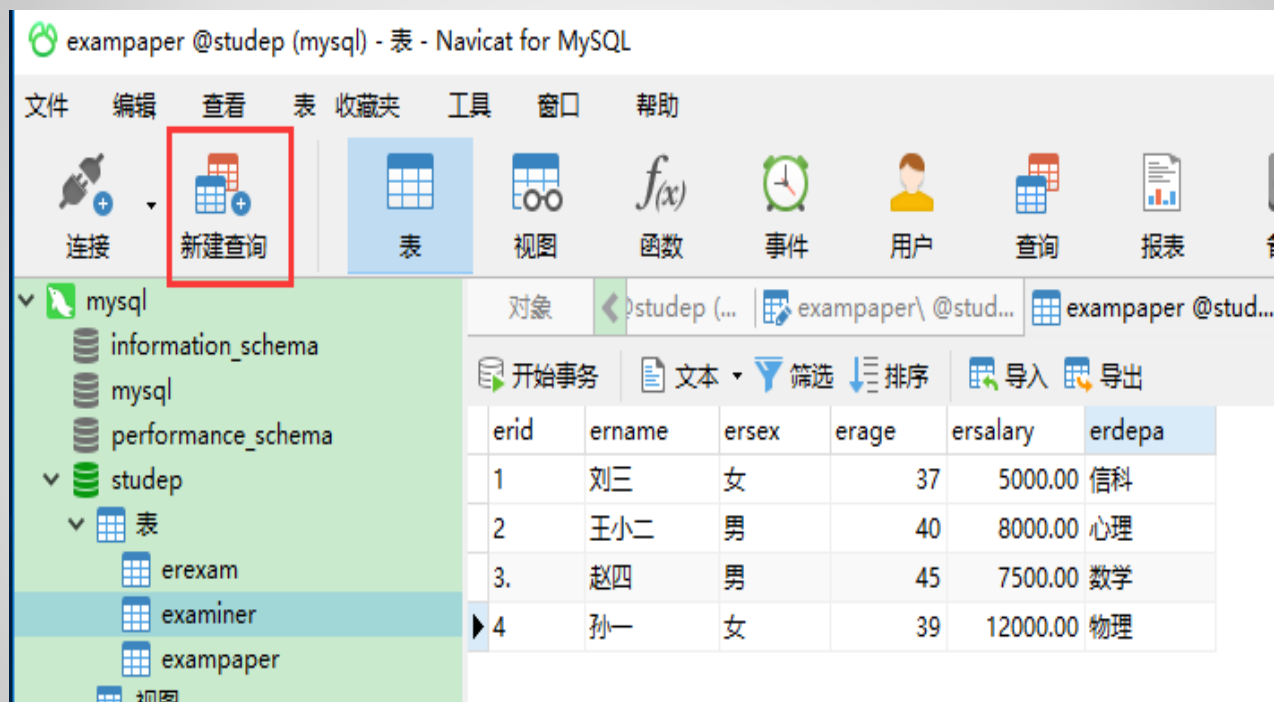 exampaper @studep (mysql) - 表 - Navicat for MySQL
文件 编辑 查看 表 收藏夹 工具 窗口 帮助
f(x)
连接 新建查询 表 视图 函数 事件 用户 查询 报表
mysql
information_schema
mysql
performance_schema
studep
表
erexam
examiner
exampaper
视图
对象 @studep (... exampaper\ @stud... exampaper @stud...
开始事务 文本 筛选 排序 导入 导出
erid ername ersex erage ersalary erdepa
1 刘三 女 37 5000.00 信科
2 王小二 男 40 8000.00 心理
3. 赵四 男 45 7500.00 数学
4 孙一 女 39 12000.00 物理